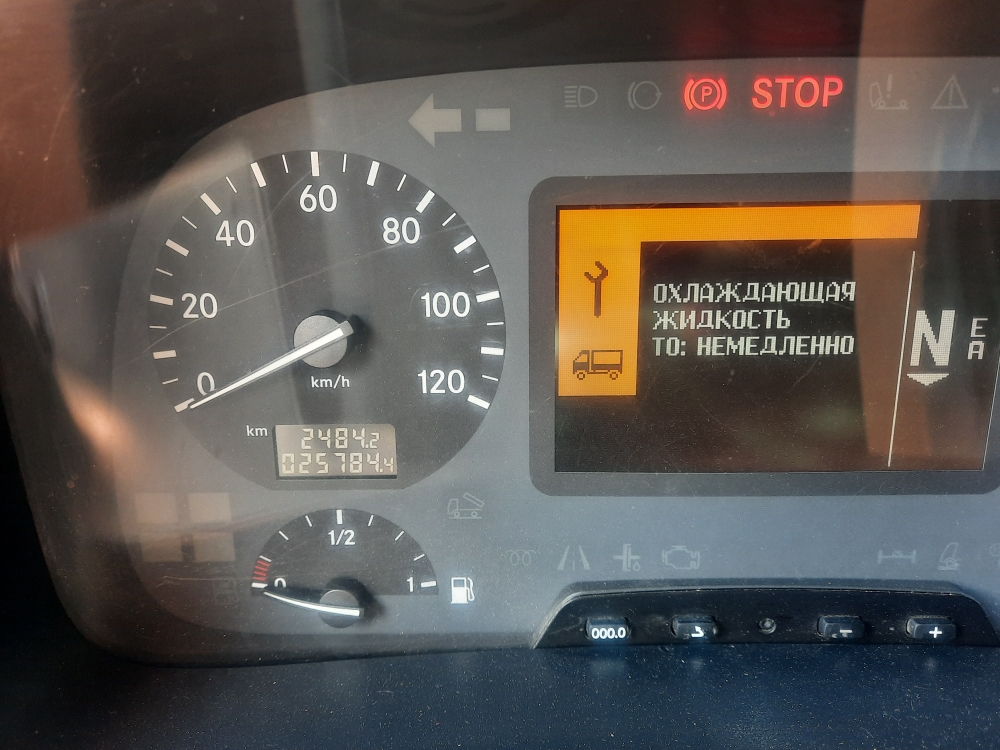 P STOP
60
40
80
20
100
0
120
km/h
km
2484.2
025784.4
ОХЛАЖДАЮЩАЯ
ЖИДКОСТЬ
ТО: НЕМЕДЛЕННО
N
E
A
1/2
0
1
000.0
-
+